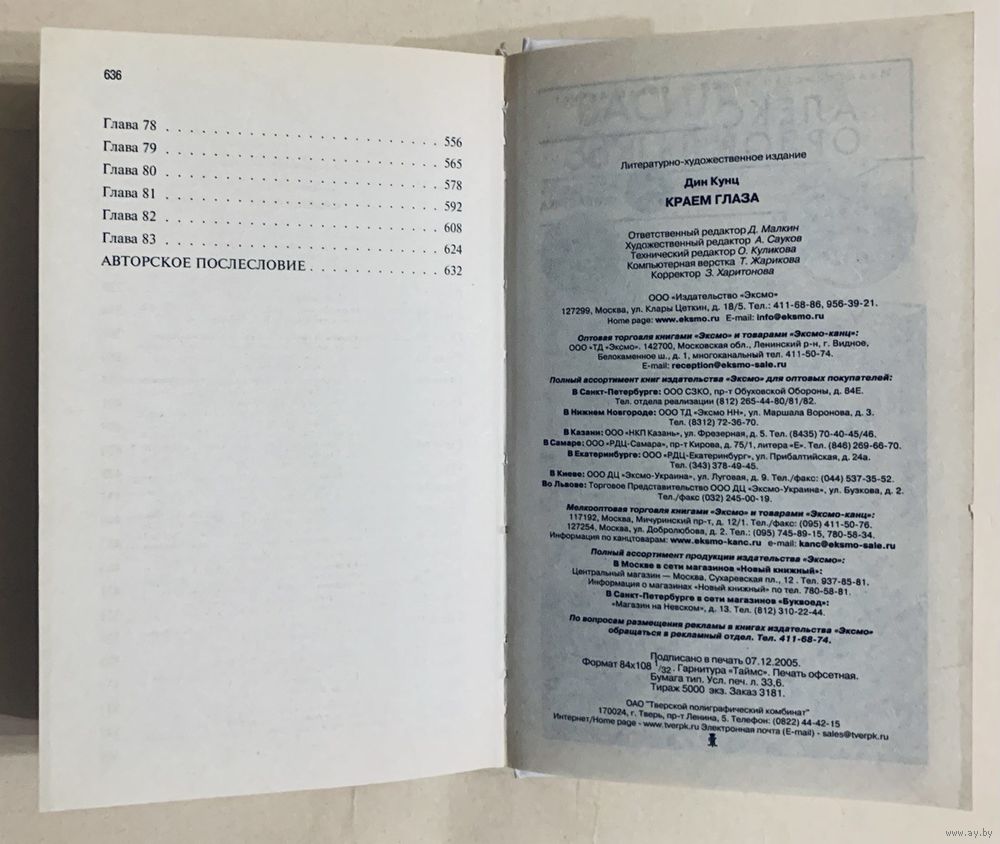 636
Глава 78 . . . . . . . . . . . . . . . . . . . . . . . 556
Глава 79 . . . . . . . . . . . . . . . . . . . . . . . 565
Глава 80 . . . . . . . . . . . . . . . . . . . . . . . 578
Глава 81 . . . . . . . . . . . . . . . . . . . . . . . 592
Глава 82 . . . . . . . . . . . . . . . . . . . . . . . 608
Глава 83 . . . . . . . . . . . . . . . . . . . . . . . 624
АВТОРСКОЕ ПОСЛЕСЛОВИЕ . . . . . . . . . . . 632
Литературно-художественное издание
Дин Кунц
КРАЕМ ГЛАЗА
Ответственный редактор Д. Малкин
Художественный редактор А. Сауков
Технический редактор О. Куликова
Компьютерная верстка Т. Жарикова
Корректор З. Харитонова
ООО «Издательство «Эксмо»
127299, Москва, ул. Клары Цеткин, д. 18/5. Тел.: 411-68-86, 956-39-21.
Home page: www.eksmo.ru E-mail: info@eksmo.ru
Оптовая торговля книгами «Эксмо» и товарами «Эксмо-канц»:
ООО «ТД «Эксмо». 142700, Московская обл., Ленинский р-н, г. Видное,
Белокаменное ш., д. 1, многоканальный тел. 411-50-74.
E-mail: reception@eksmo-sale.ru
Полный ассортимент книг издательства «Эксмо» для оптовых покупателей:
В Санкт-Петербурге: ООО СЗКО, пр-т Обуховской Обороны, д. 84Е.
Тел. отдела реализации (812) 265-44-80/81/82.
В Нижнем Новгороде: ООО ТД «Эксмо НН», ул. Маршала Воронова, д. 3.
Тел. (8312) 72-36-70.
В Казани: ООО «НКП Казань», ул. Фрезерная, д. 5. Тел. (8435) 70-40-45/46.
В Самаре: ООО «РДЦ-Самара», пр-т Кирова, д. 75/1, литера «Е». Тел. (846) 269-66-70.
В Екатеринбурге: ООО «РДЦ-Екатеринбург», ул. Прибалтийская, д. 24а.
Тел. (343) 378-49-45.
В Киеве: ООО ДЦ «Эксмо-Украина», ул. Луговая, д. 9. Тел./факс: (044) 537-35-52.
Во Львове: Торговое Представительство ООО ДЦ «Эксмо-Украина», ул. Бузкова, д. 2.
Тел./факс (032) 245-00-19.
Мелкооптовая торговля книгами «Эксмо» и товарами «Эксмо-канц»:
117192, Москва, Мичуринский пр-т, д. 12/1. Тел./факс: (095) 411-50-76.
127254, Москва, ул. Добролюбова, д. 2. Тел.: (095) 745-89-15, 780-58-34.
Информация по канцтоварам: www.eksmo-kanc.ru e-mail: kanc@eksmo-sale.ru
Полный ассортимент продукции издательства «Эксмо»:
В Москве в сети магазинов «Новый книжный»:
Центральный магазин — Москва, Сухаревская пл., 12 . Тел. 937-85-81.
Информация о магазинах «Новый книжный» по тел. 780-58-81.
В Санкт-Петербурге в сети магазинов «Буквоед»:
«Магазин на Невском», д. 13. Тел. (812) 310-22-44.
По вопросам размещения рекламы в книгах издательства «Эксмо»
обращаться в рекламный отдел. Тел. 411-68-74.
Подписано в печать 07.12.2005.
Формат 84x108 1/32. Гарнитура «Таймс». Печать офсетная.
Бумага тип. Усл. печ. л. 33,6.
Тираж 5000 экз. Заказ 3181.
ОАО "Тверской полиграфический комбинат"
170024, г. Тверь, пр-т Ленина, 5. Телефон: (0822) 44-42-15
Интернет/Home page - www.tverpk.ru Электронная почта (E-mail) - sales@tverpk.ru
www.ay.by